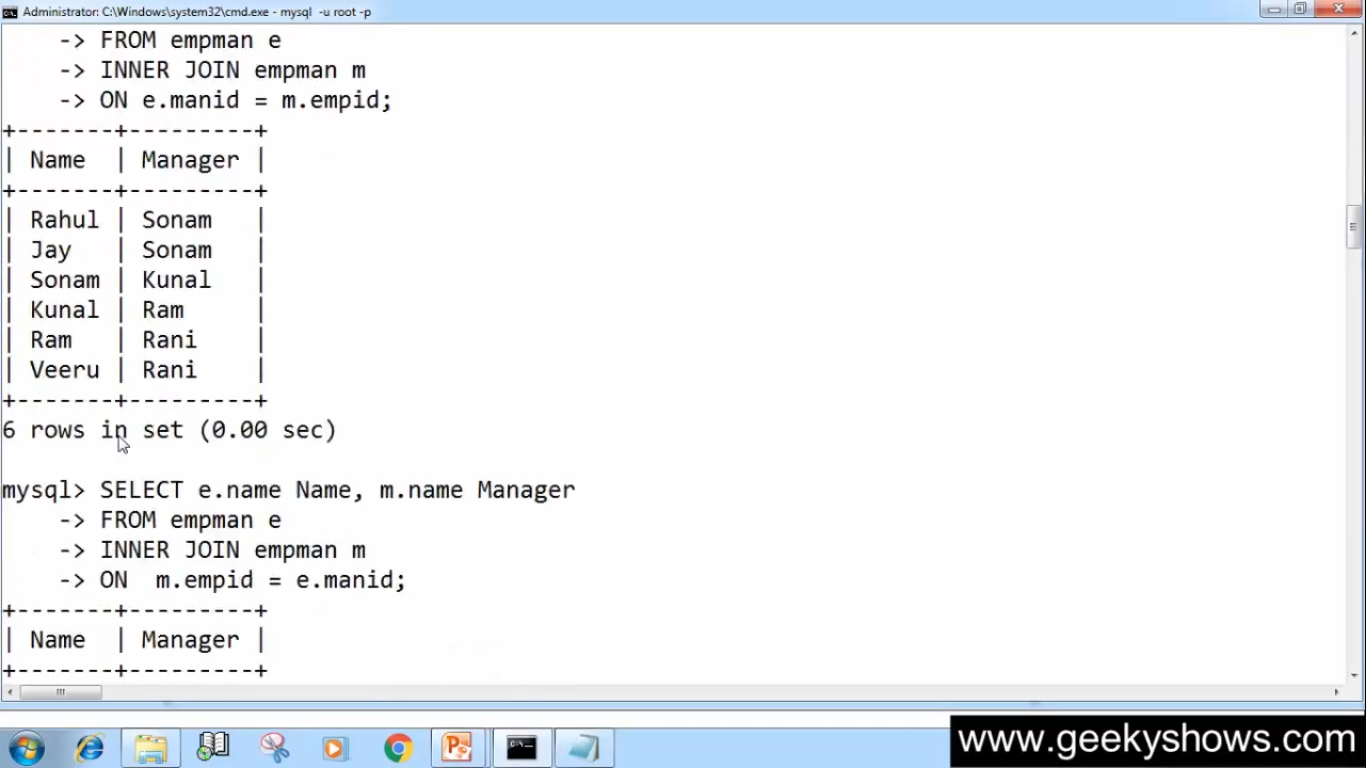 Administrator: C:\Windows\system32\cmd.exe - mysql -u root -p
-> FROM empman e
-> INNER JOIN empman m
-> ON e.manid = m.empid;
+-------+---------+
| Name  | Manager |
+-------+---------+
| Rahul | Sonam   |
| Jay   | Sonam   |
| Sonam | Kunal   |
| Kunal | Ram     |
| Ram   | Rani    |
| Veeru | Rani    |
+-------+---------+
6 rows in set (0.00 sec)
mysql> SELECT e.name Name, m.name Manager
-> FROM empman e
-> INNER JOIN empman m
-> ON  m.empid = e.manid;
+-------+---------+
| Name  | Manager |
+-------+---------+
www.geekyshows.com